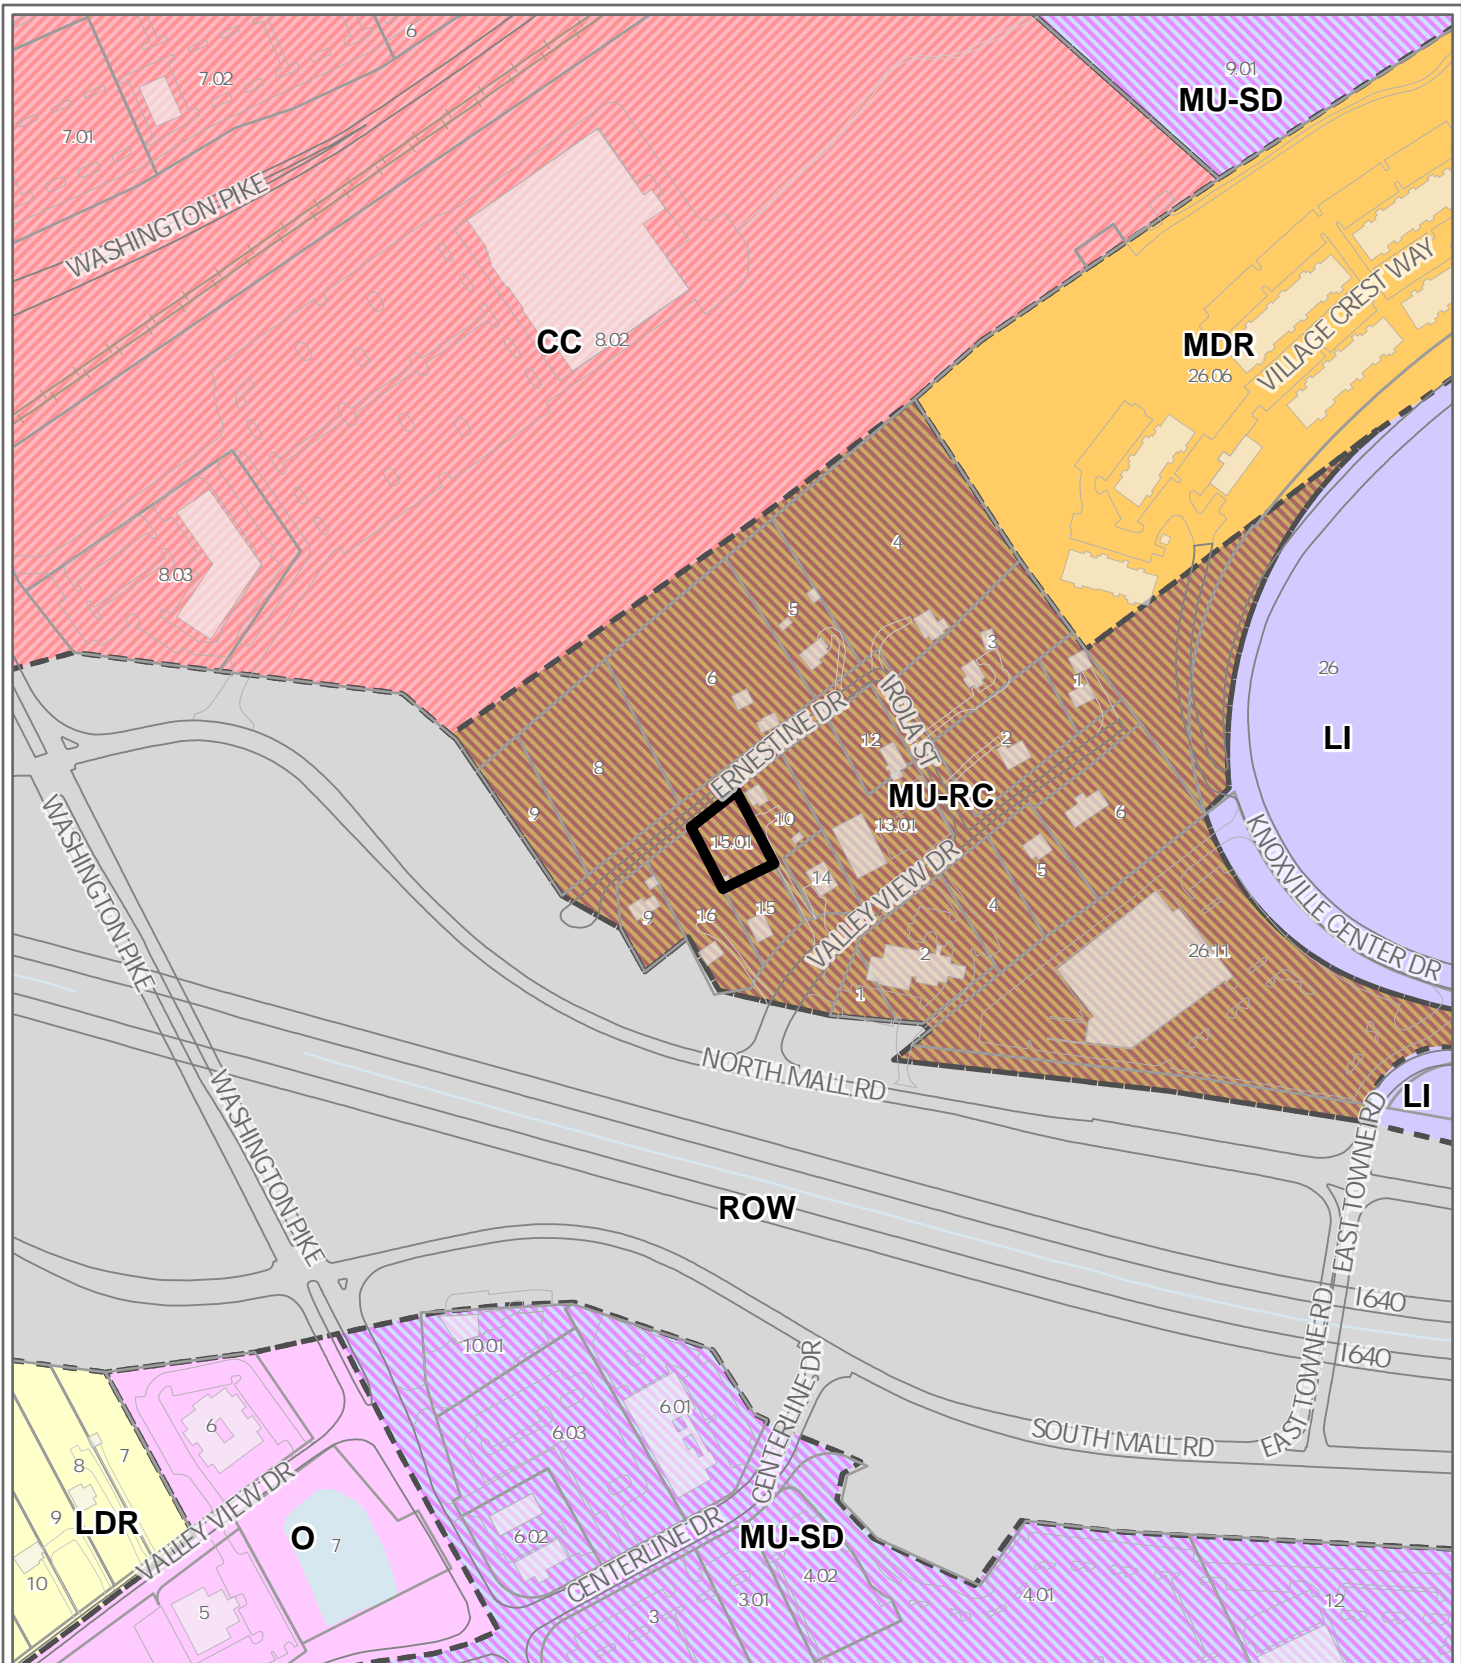 6
7.02
9.01
MU-SD
7.01
WASHINGTON PIKE
CC
8.02
MDR
26.06
VILLAGE CREST WAY
8.03
4
5
3
6
1
26
LI
IROLA ST
ERNESTINE DR
12
2
8
MU-RC
9
10
13.01
6
15.01
KNOXVILLE CENTER DR
5
14
VALLEY VIEW DR
4
15
16
9
2
26.11
1
WASHINGTON PIKE
NORTH MALL RD
LI
WASHINGTON PIKE
EAST TOWNE RD
ROW
I 640
I 640
EAST TOWNE RD
10.01
CENTERLINE DR
6.01
6.03
6
7
8
SOUTH MALL RD
9
LDR
VALLEY VIEW DR
O
7
6.02
CENTERLINE DR
MU-SD
10
5
4.02
3.01
3
4.01
12